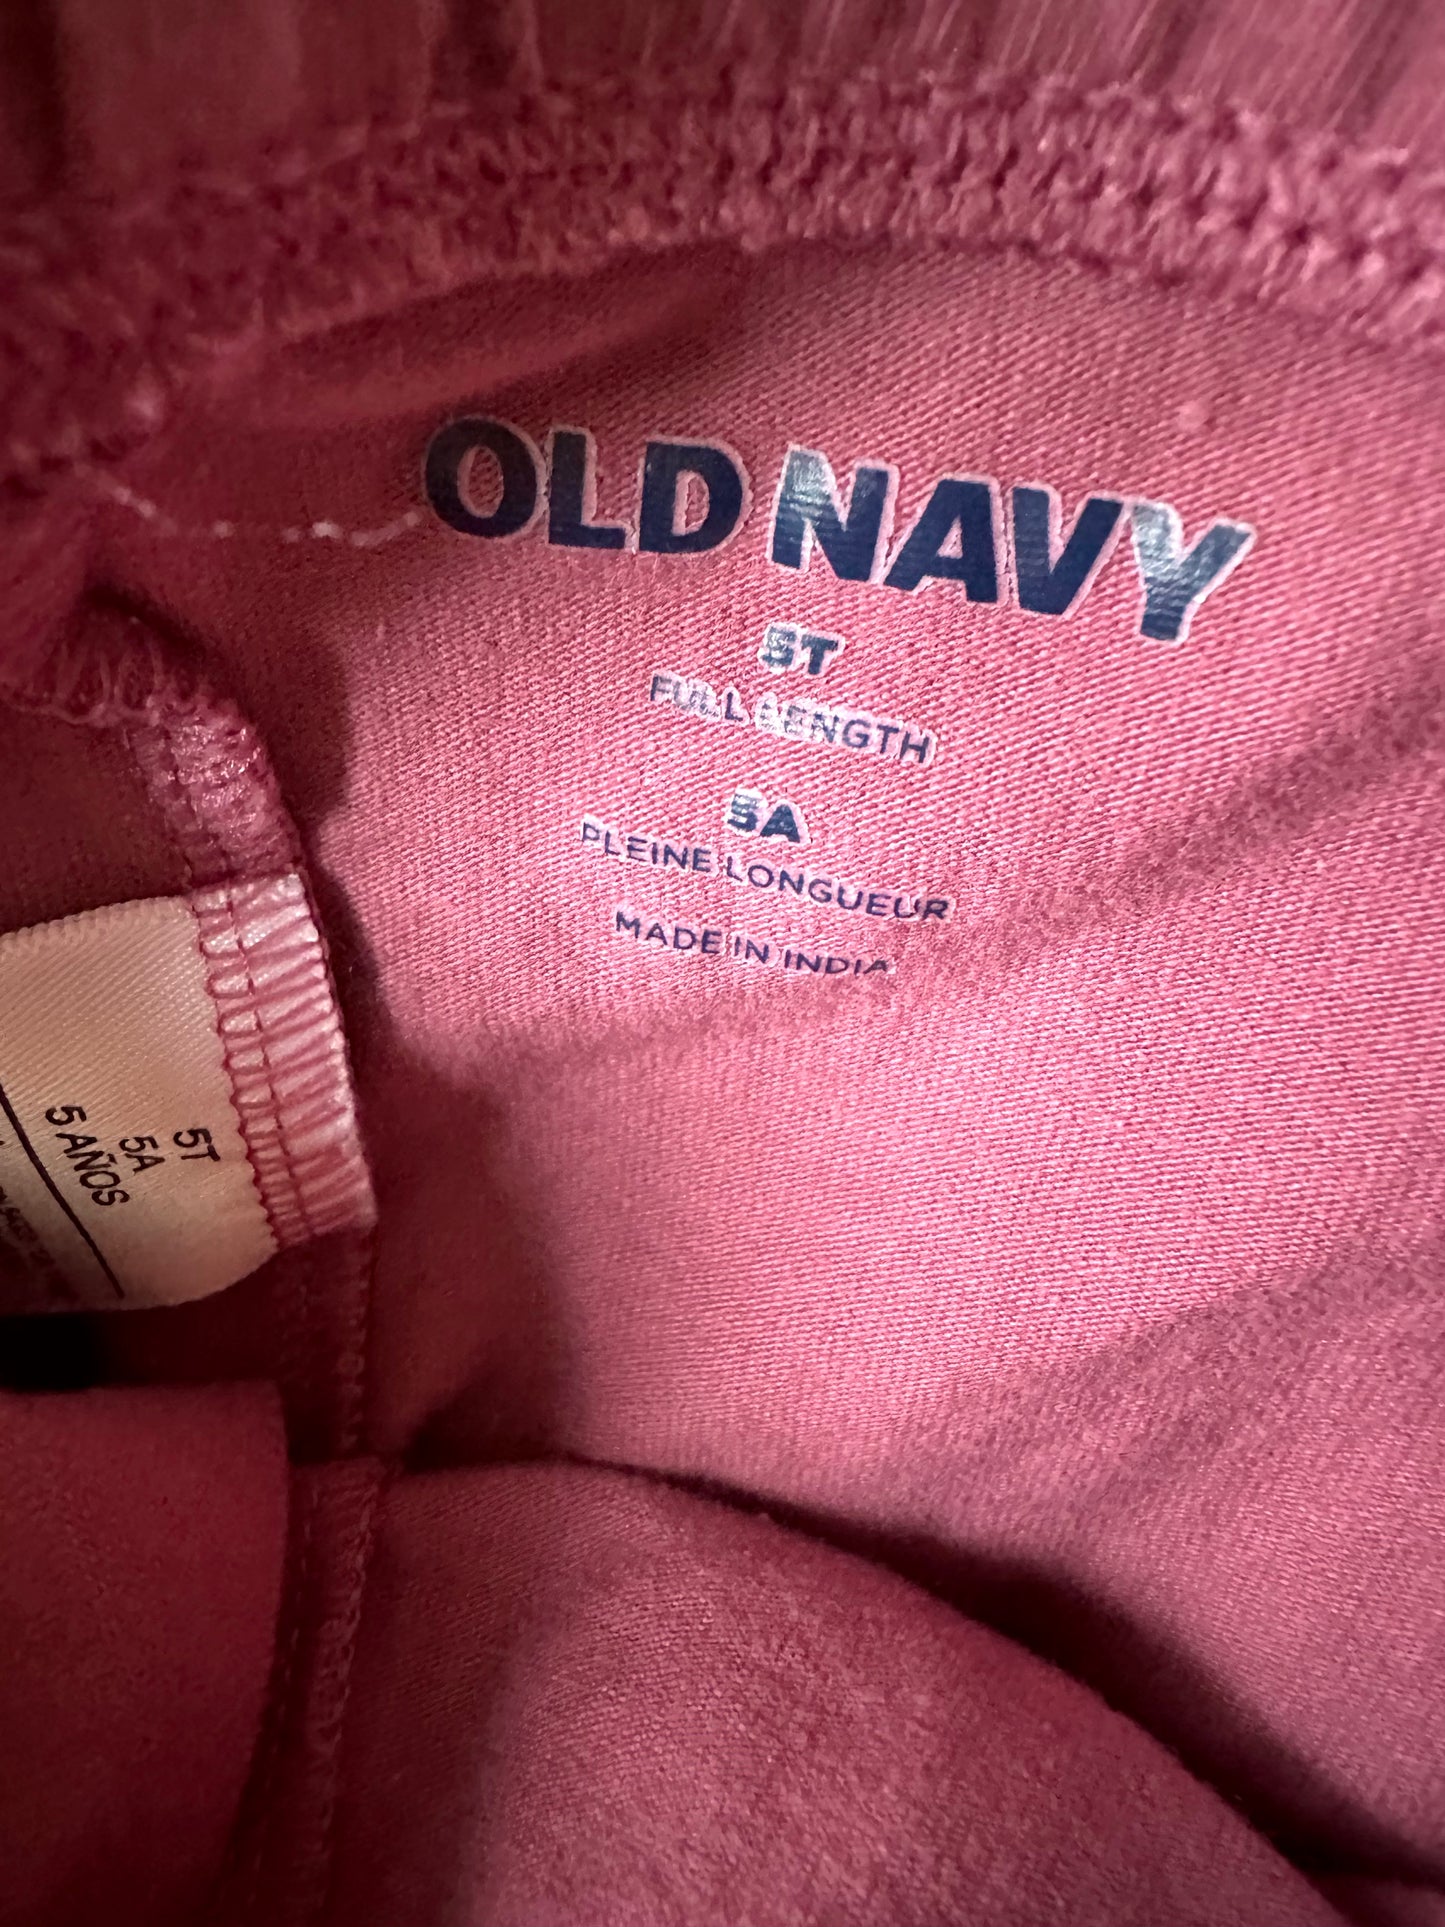 OLD NAVY
5T
FULL LENGTH
5A
PLEINE LONGUEUR
MADE IN INDIA
5T
5A
5 AÑOS